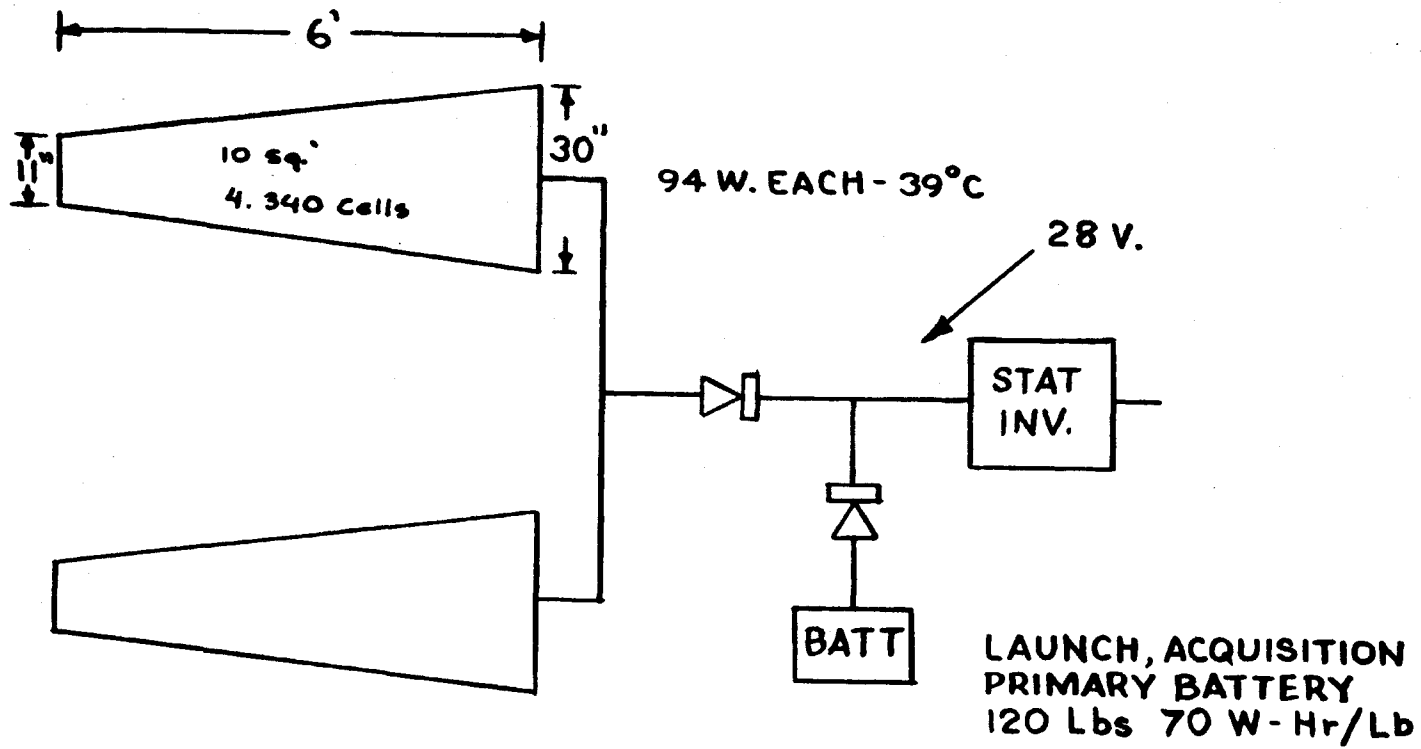 6'
11"
30"
10 sq.'
4. 340 Cells
94 W. EACH - 39°C
28 V.
STAT
INV.
BATT
LAUNCH, ACQUISITION
PRIMARY BATTERY
120 Lbs 70 W-Hr/Lb